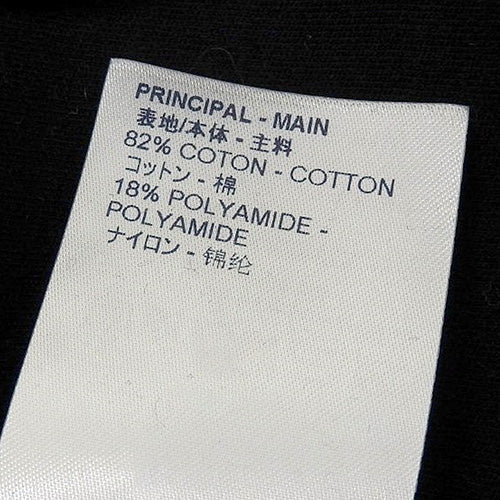 PRINCIPAL - MAIN
表地/本体 - 主料
82% COTON - COTTON
コットン - 棉
18% POLYAMIDE -
POLYAMIDE
ナイロン - 锦纶